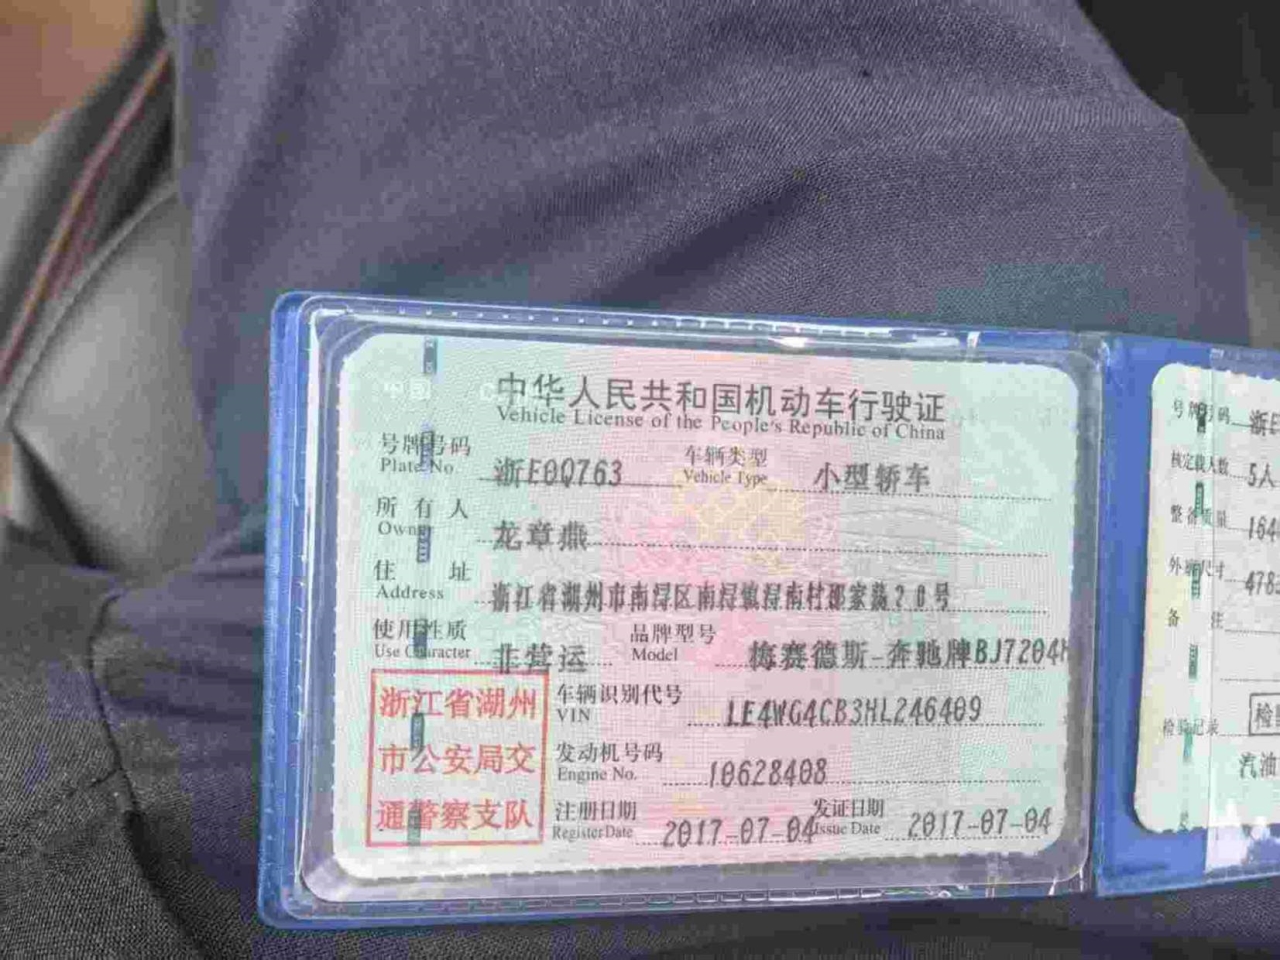 中华人民共和国机动车行驶证
Vehicle License of the People's Republic of China
号牌号码 浙E0Q763 车辆类型 小型轿车
Plate No. Vehicle Type
所有人 龙章燕
Owner
住址 浙江省湖州市南浔区南浔镇浔南村邵家荡20号
Address
使用性质 非营运 品牌型号 梅赛德斯-奔驰牌BJ7204H
Use Character Model
浙江省湖州
市公安局交
通警察支队
车辆识别代号 LE4WG4CB3HL246409
VIN
发动机号码 10628408
Engine No.
注册日期 2017-07-04 发证日期 2017-07-04
Register Date Issue Date
号牌号码 浙E
核定载人数 5人
整备质量 164
外廓尺寸 478
备注
检验记录 检
汽油